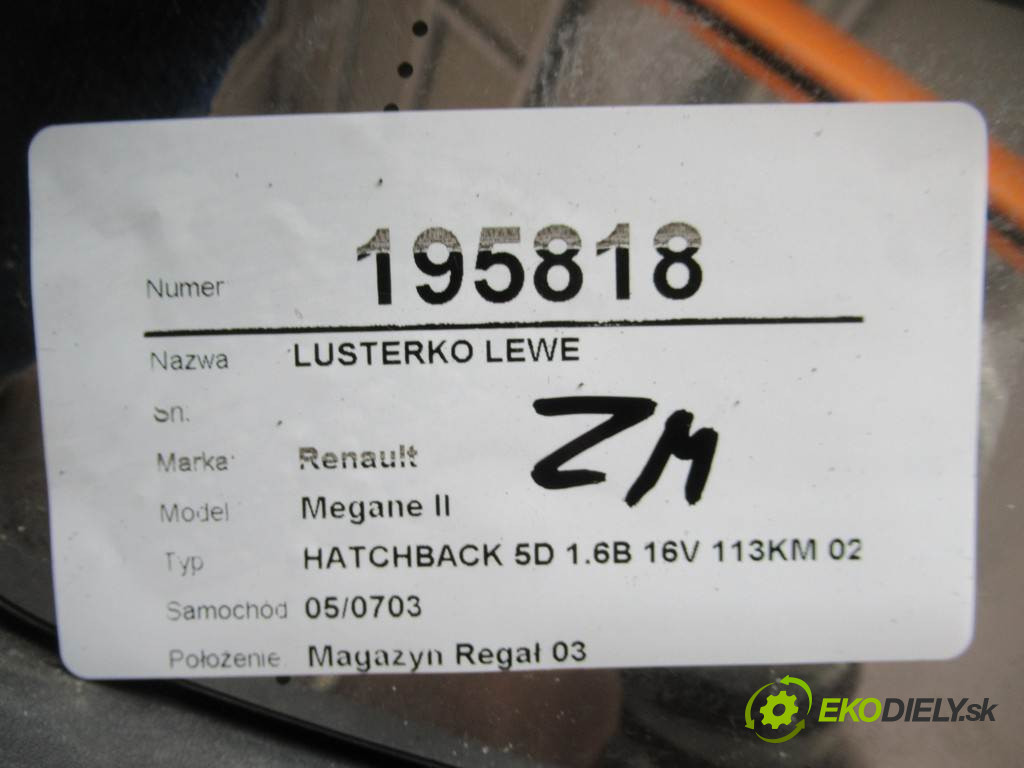 Numer 195818
Nazwa LUSTERKO LEWE
Sn.
ZM
Marka Renault
Model Megane II
Typ HATCHBACK 5D 1.6B 16V 113KM 02
Samochód 05/0703
Położenie Magazyn Regał 03
EKODIELY.sk